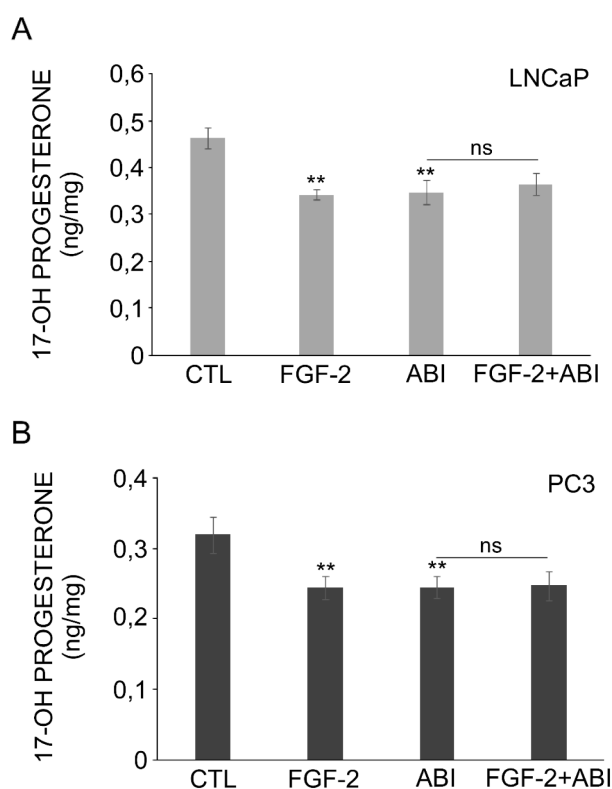 A
LNCaP
17-OH PROGESTERONE
(ng/mg)
0,6
0,5
0,4
0,3
0,2
0,1
0
**
**
ns
CTL FGF-2 ABI FGF-2+ABI
B
PC3
17-OH PROGESTERONE
(ng/mg)
0,4
0,3
0,2
0,1
0
**
**
ns
CTL FGF-2 ABI FGF-2+ABI